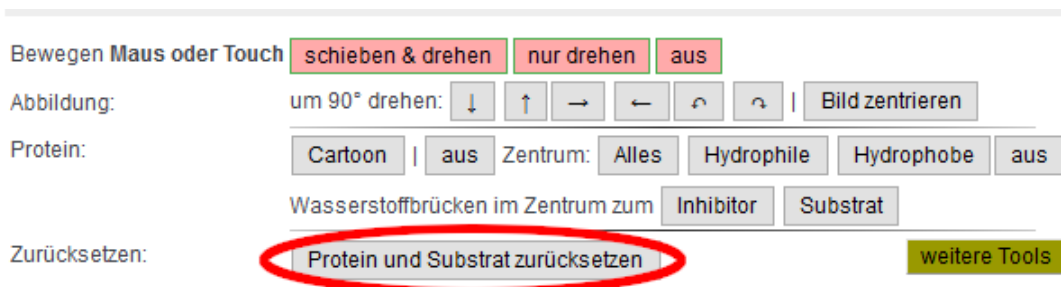 Bewegen Maus oder Touch schieben & drehen nur drehen aus
Abbildung: um 90° drehen: ↓ ↑ → ← ↶ ↷ | Bild zentrieren
Protein: Cartoon | aus Zentrum: Alles Hydrophile Hydrophobe aus
Wasserstoffbrücken im Zentrum zum Inhibitor Substrat
Zurücksetzen: Protein und Substrat zurücksetzen weitere Tools